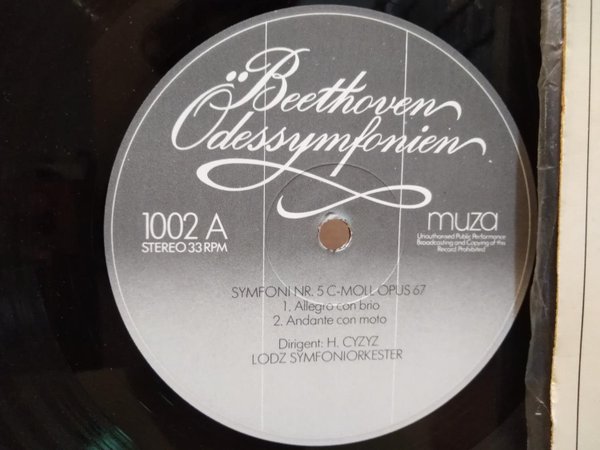 Beethoven
Ödessymfonien
1002 A
STEREO 33 RPM
muza
Unauthorised Public Performance
Broadcasting and Copying of this
Record Prohibited
SYMFONI NR. 5 C-MOLL OPUS 67
1. Allegro con brio
2. Andante con moto
Dirigent: H. CYZYZ
LODZ SYMFONIORKESTER